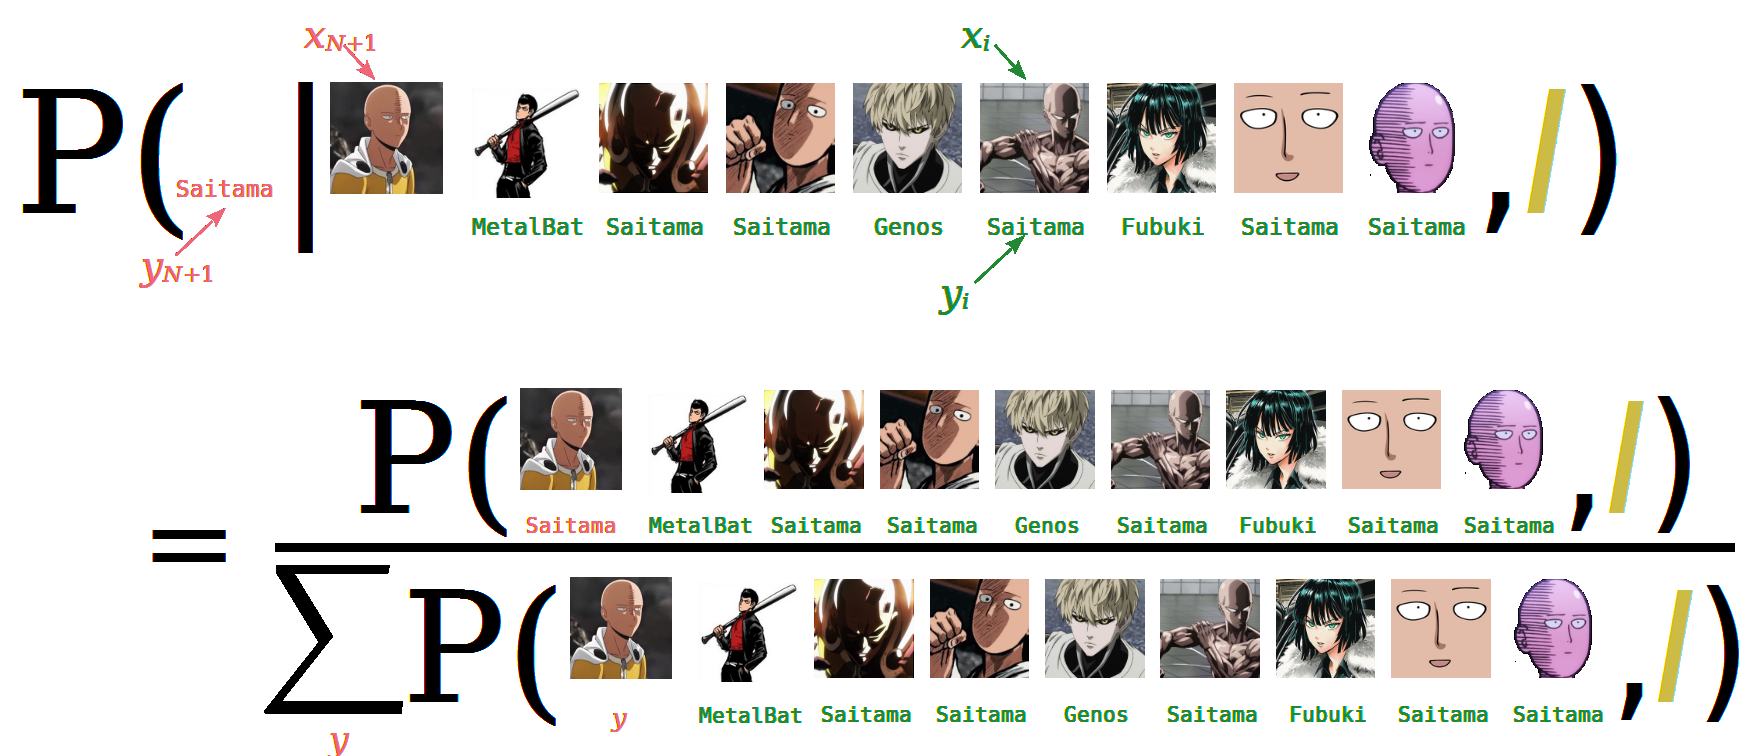 x_{N+1} x_i
P( Saitama | MetalBat Saitama Saitama Genos Saitama Fubuki Saitama Saitama , I )
y_{N+1} y_i
P( Saitama MetalBat Saitama Saitama Genos Saitama Fubuki Saitama Saitama , I )
=
∑ P( y MetalBat Saitama Saitama Genos Saitama Fubuki Saitama Saitama , I )
y